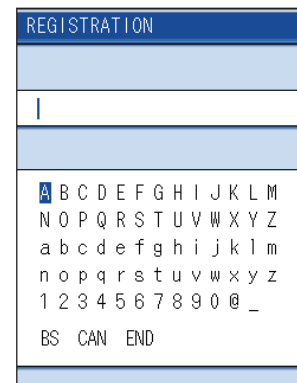 REGISTRATION
A B C D E F G H I J K L M
N O P Q R S T U V W X Y Z
a b c d e f g h i j k l m
n o p q r s t u v w x y z
1 2 3 4 5 6 7 8 9 0 @ _
BS CAN END